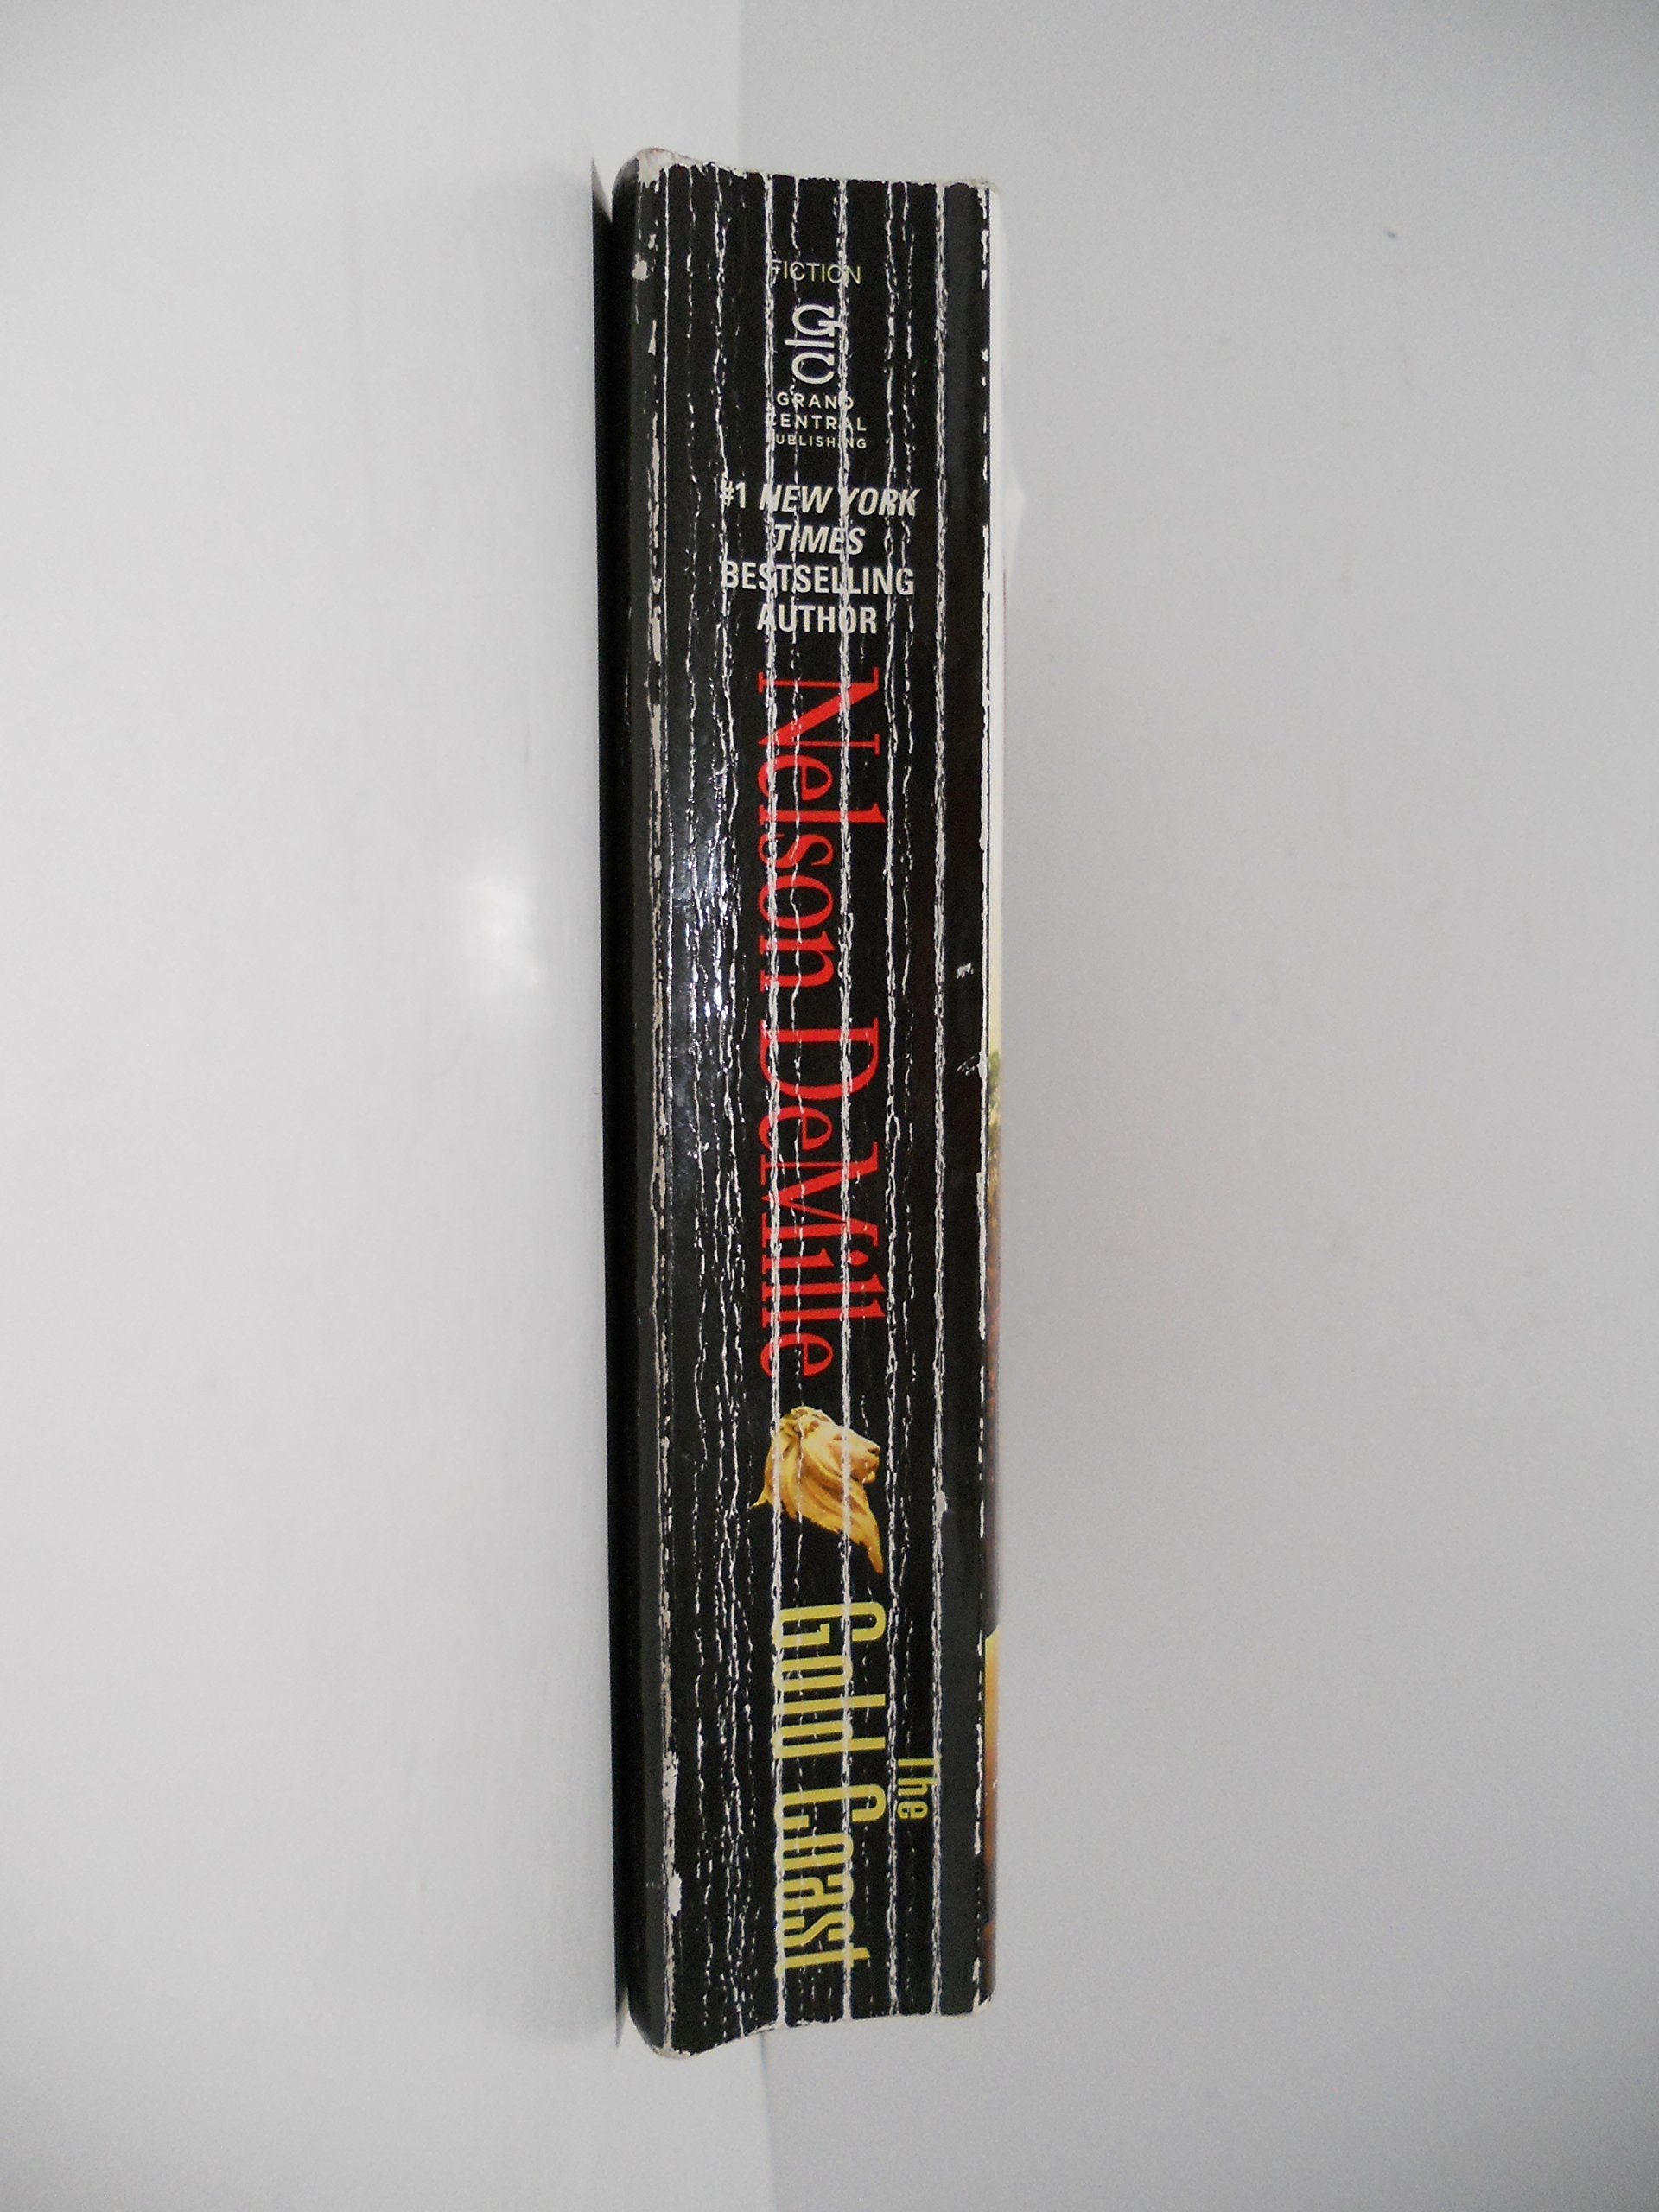 FICTION
GRAND
CENTRAL
PUBLISHING
#1 NEW YORK
TIMES
BESTSELLING
AUTHOR
Nelson DeMille
The
Gold Coast